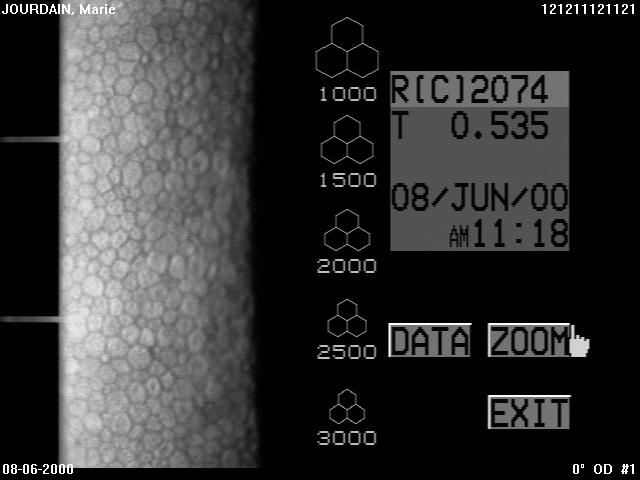 JOURDAIN, Marie
121211121121
1000
1500
2000
2500
3000
R[C]2074
T 0.535
08/JUN/00
AM11:18
DATA
ZOOM
EXIT
08-06-2000
0° OD #1